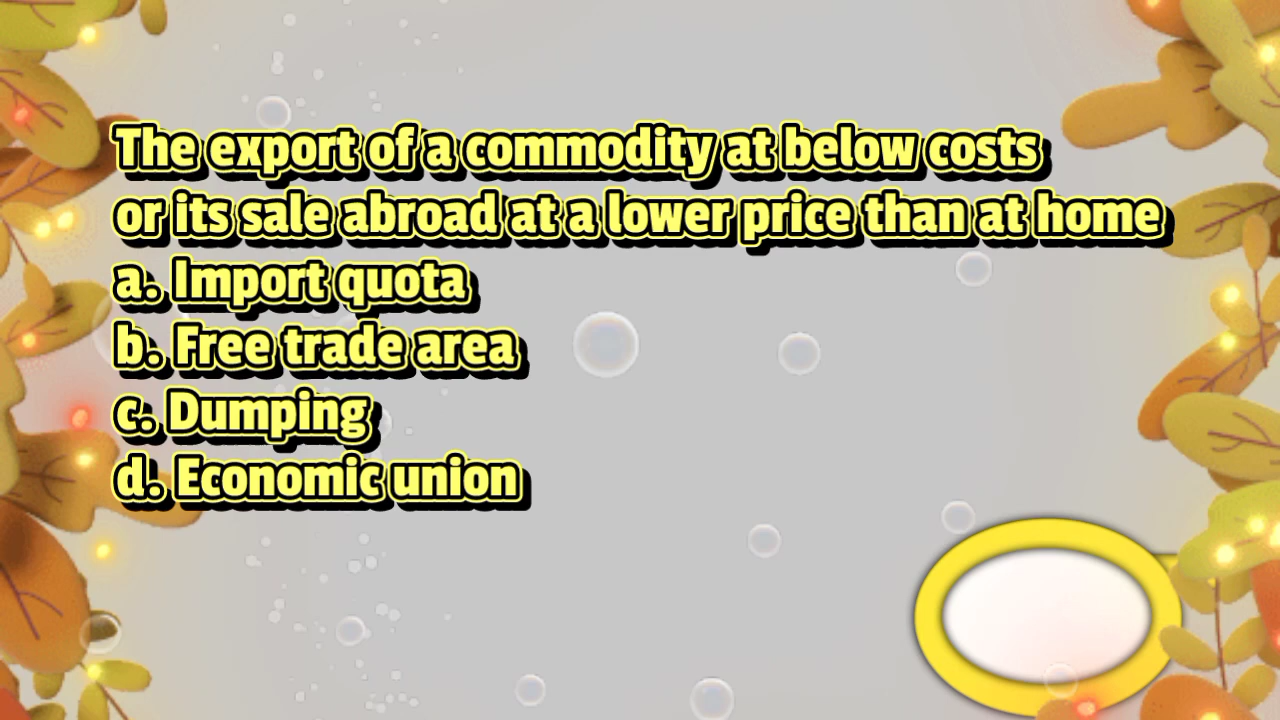 The export of a commodity at below costs
or its sale abroad at a lower price than at home
a. Import quota
b. Free trade area
c. Dumping
d. Economic union